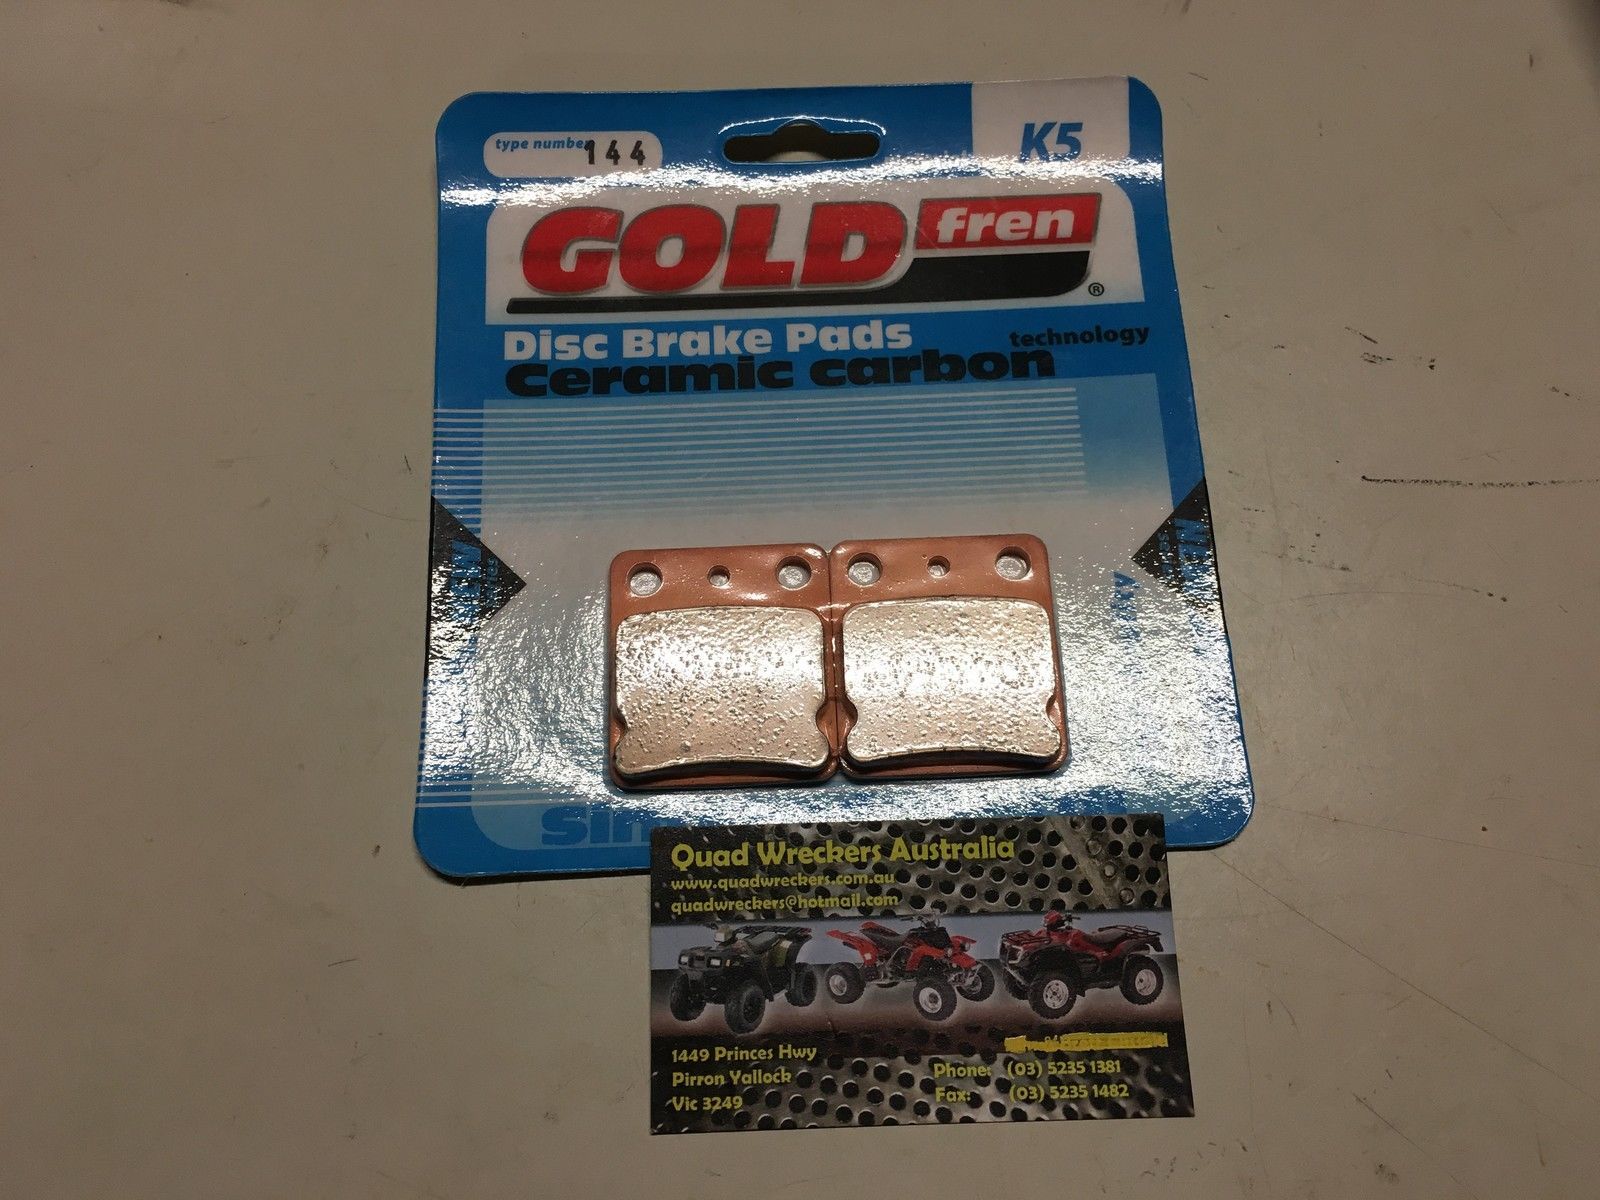 type number 144
K5
GOLD fren ®
Disc Brake Pads
technology
Ceramic carbon
Quad Wreckers Australia
www.quadwreckers.com.au
quadwreckers@hotmail.com
1449 Princes Hwy
Pirron Yallock
Vic 3249
Phone: (03) 5235 1381
Fax: (03) 5235 1482